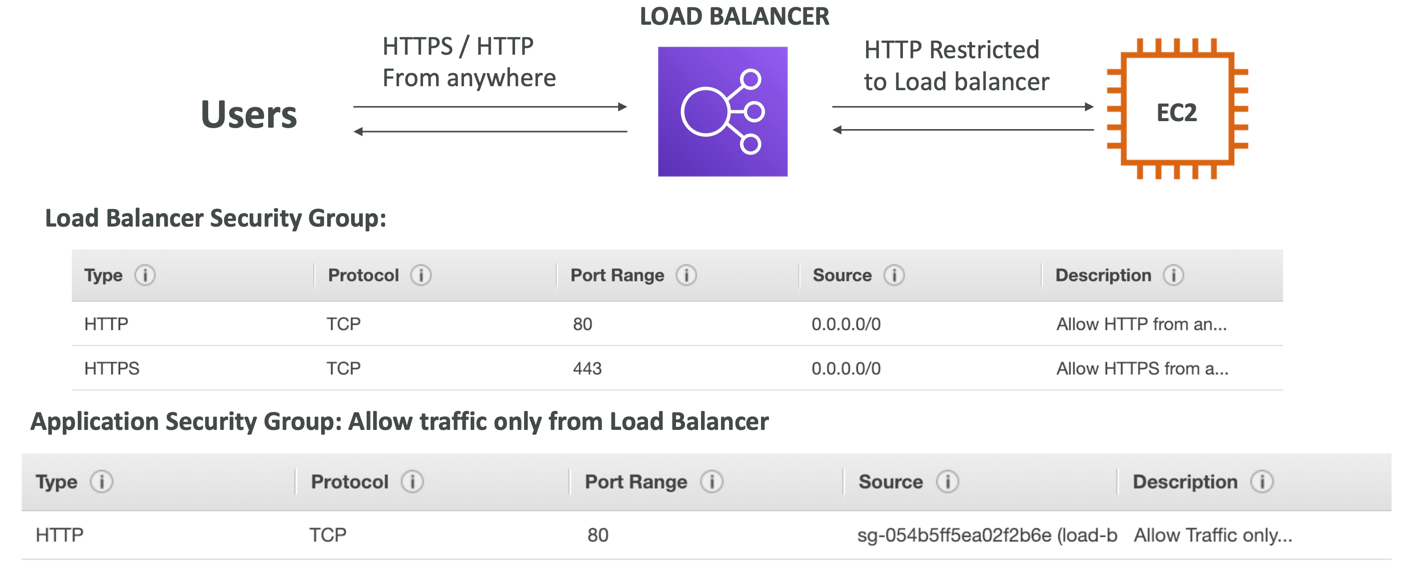 LOAD BALANCER
HTTPS / HTTP
From anywhere
HTTP Restricted
to Load balancer
Users
EC2
Load Balancer Security Group:
Type Protocol Port Range Source Description
HTTP TCP 80 0.0.0.0/0 Allow HTTP from an...
HTTPS TCP 443 0.0.0.0/0 Allow HTTPS from a...
Application Security Group: Allow traffic only from Load Balancer
Type Protocol Port Range Source Description
HTTP TCP 80 sg-054b5ff5ea02f2b6e (load-b Allow Traffic only...